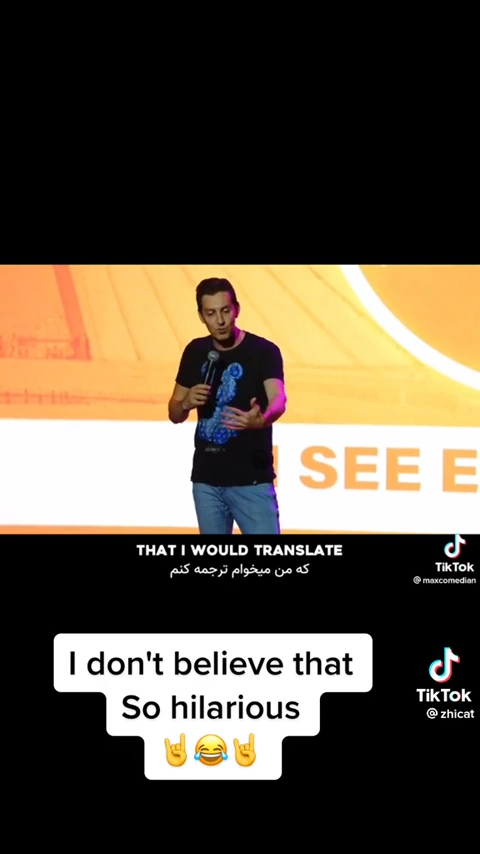 SEE E
THAT I WOULD TRANSLATE
که من میخوام ترجمه کنم
TikTok
@ maxcomedian
I don't believe that
So hilarious
🤘😂🤘
TikTok
@ zhicat